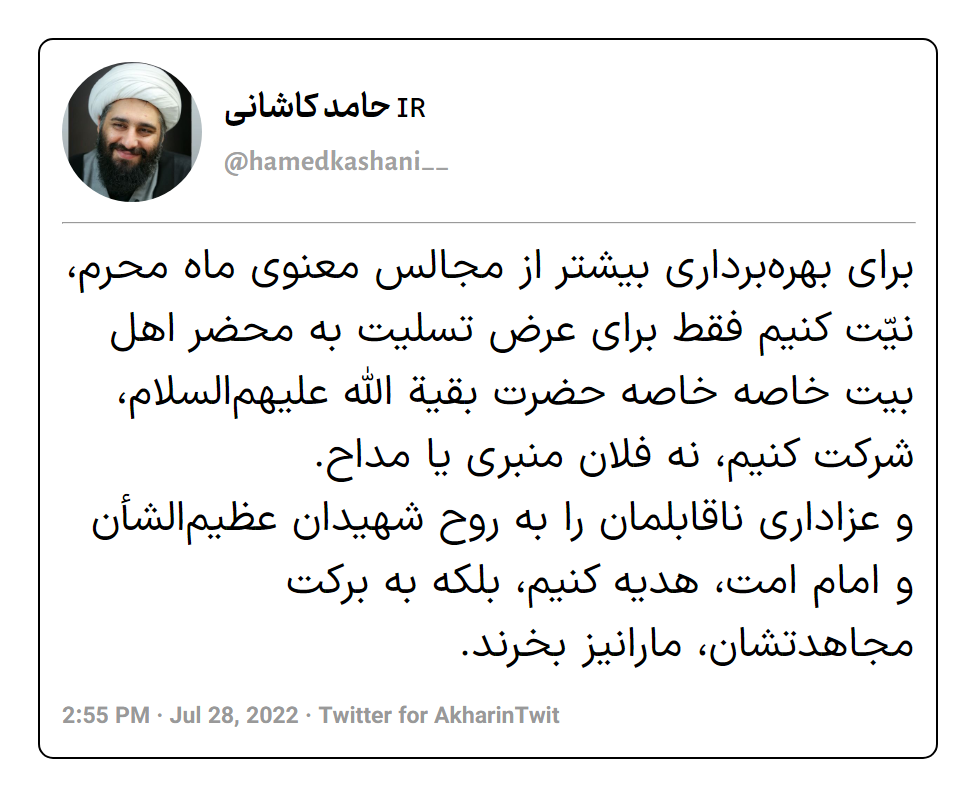 حامد کاشانی IR
@hamedkashani__
برای بهره‌برداری بیشتر از مجالس معنوی ماه محرم،
نیّت کنیم فقط برای عرض تسلیت به محضر اهل
بیت خاصه خاصه حضرت بقیة الله علیهم‌السلام،
شرکت کنیم، نه فلان منبری یا مداح.
و عزاداری ناقابلمان را به روح شهیدان عظیم‌الشأن
و امام امت، هدیه کنیم، بلکه به برکت
مجاهدتشان، مارانیز بخرند.
2:55 PM · Jul 28, 2022 · Twitter for AkharinTwit